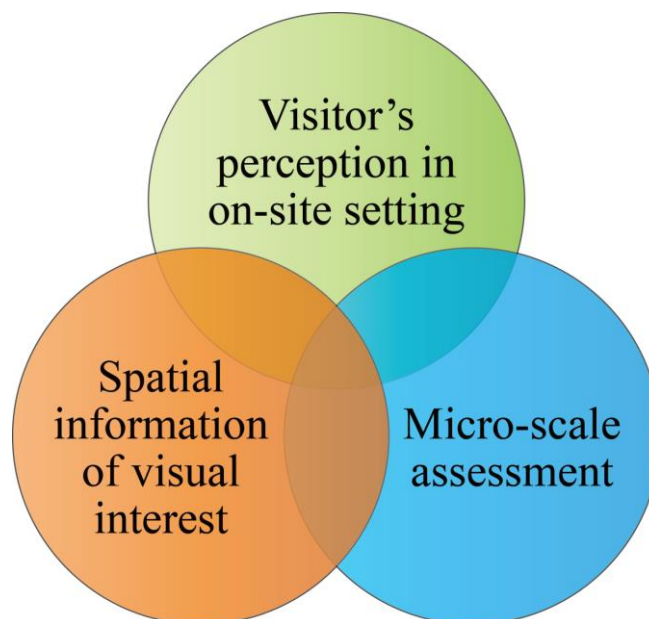 Visitor’s
perception in
on-site setting
Spatial
information
of visual
interest
Micro-scale
assessment